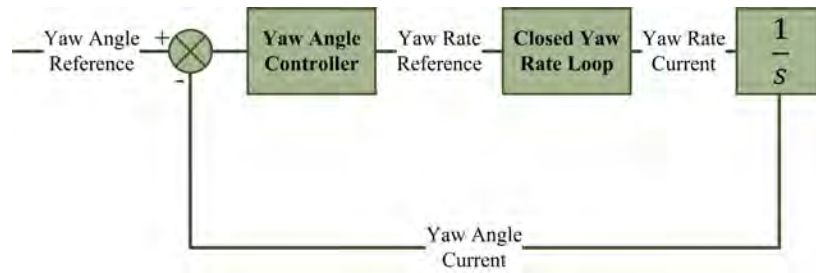 Yaw Angle
Reference
+
-
Yaw Angle
Controller
Yaw Rate
Reference
Closed Yaw
Rate Loop
Yaw Rate
Current
1
s
Yaw Angle
Current